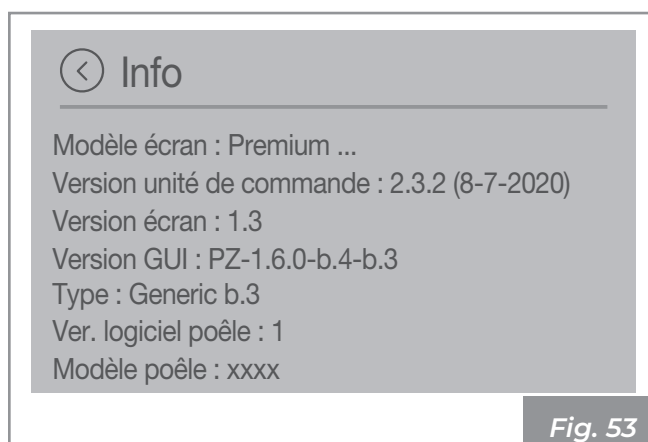 Info
Modèle écran : Premium ...
Version unité de commande : 2.3.2 (8-7-2020)
Version écran : 1.3
Version GUI : PZ-1.6.0-b.4-b.3
Type : Generic b.3
Ver. logiciel poêle : 1
Modèle poêle : xxxx
Fig. 53